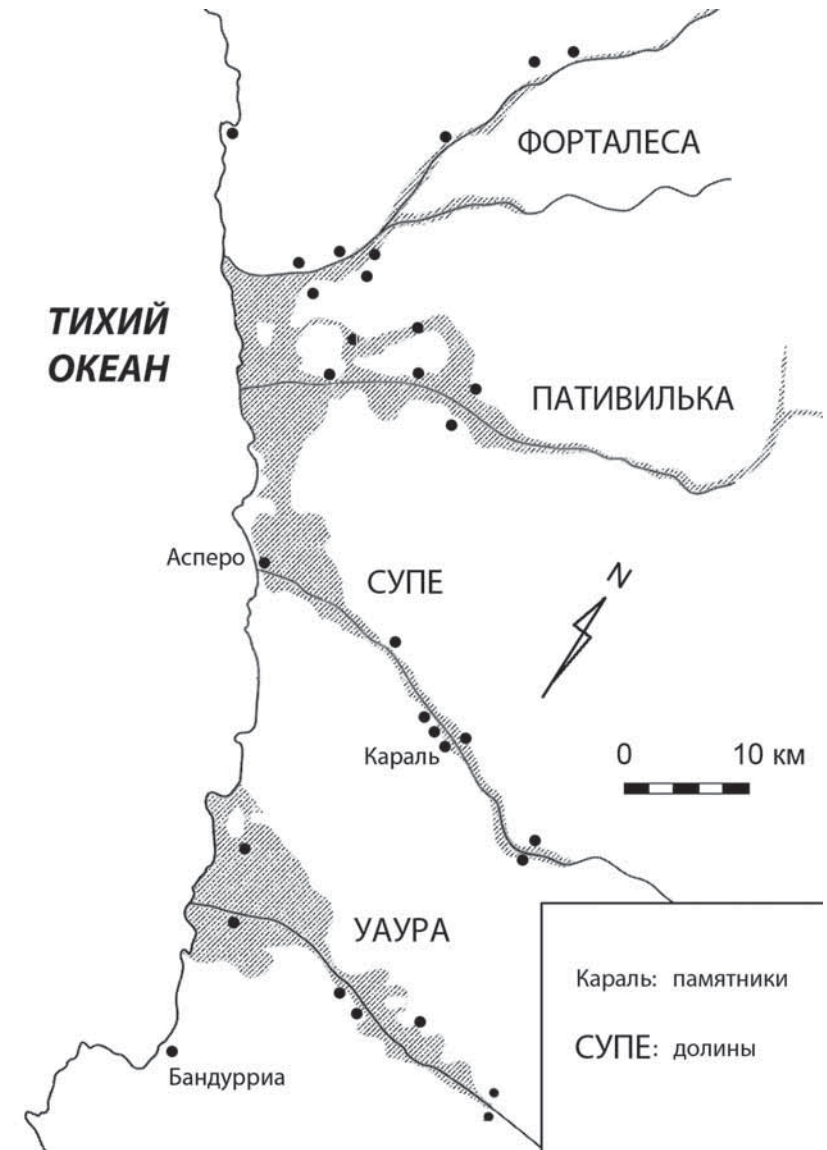 ФОРТАЛЕСА
ТИХИЙ
ОКЕАН
ПАТИВИЛЬКА
Асперо
СУПЕ
N
Караль
0 10 км
УАУРА
Бандурриа
Караль: памятники
СУПЕ: долины